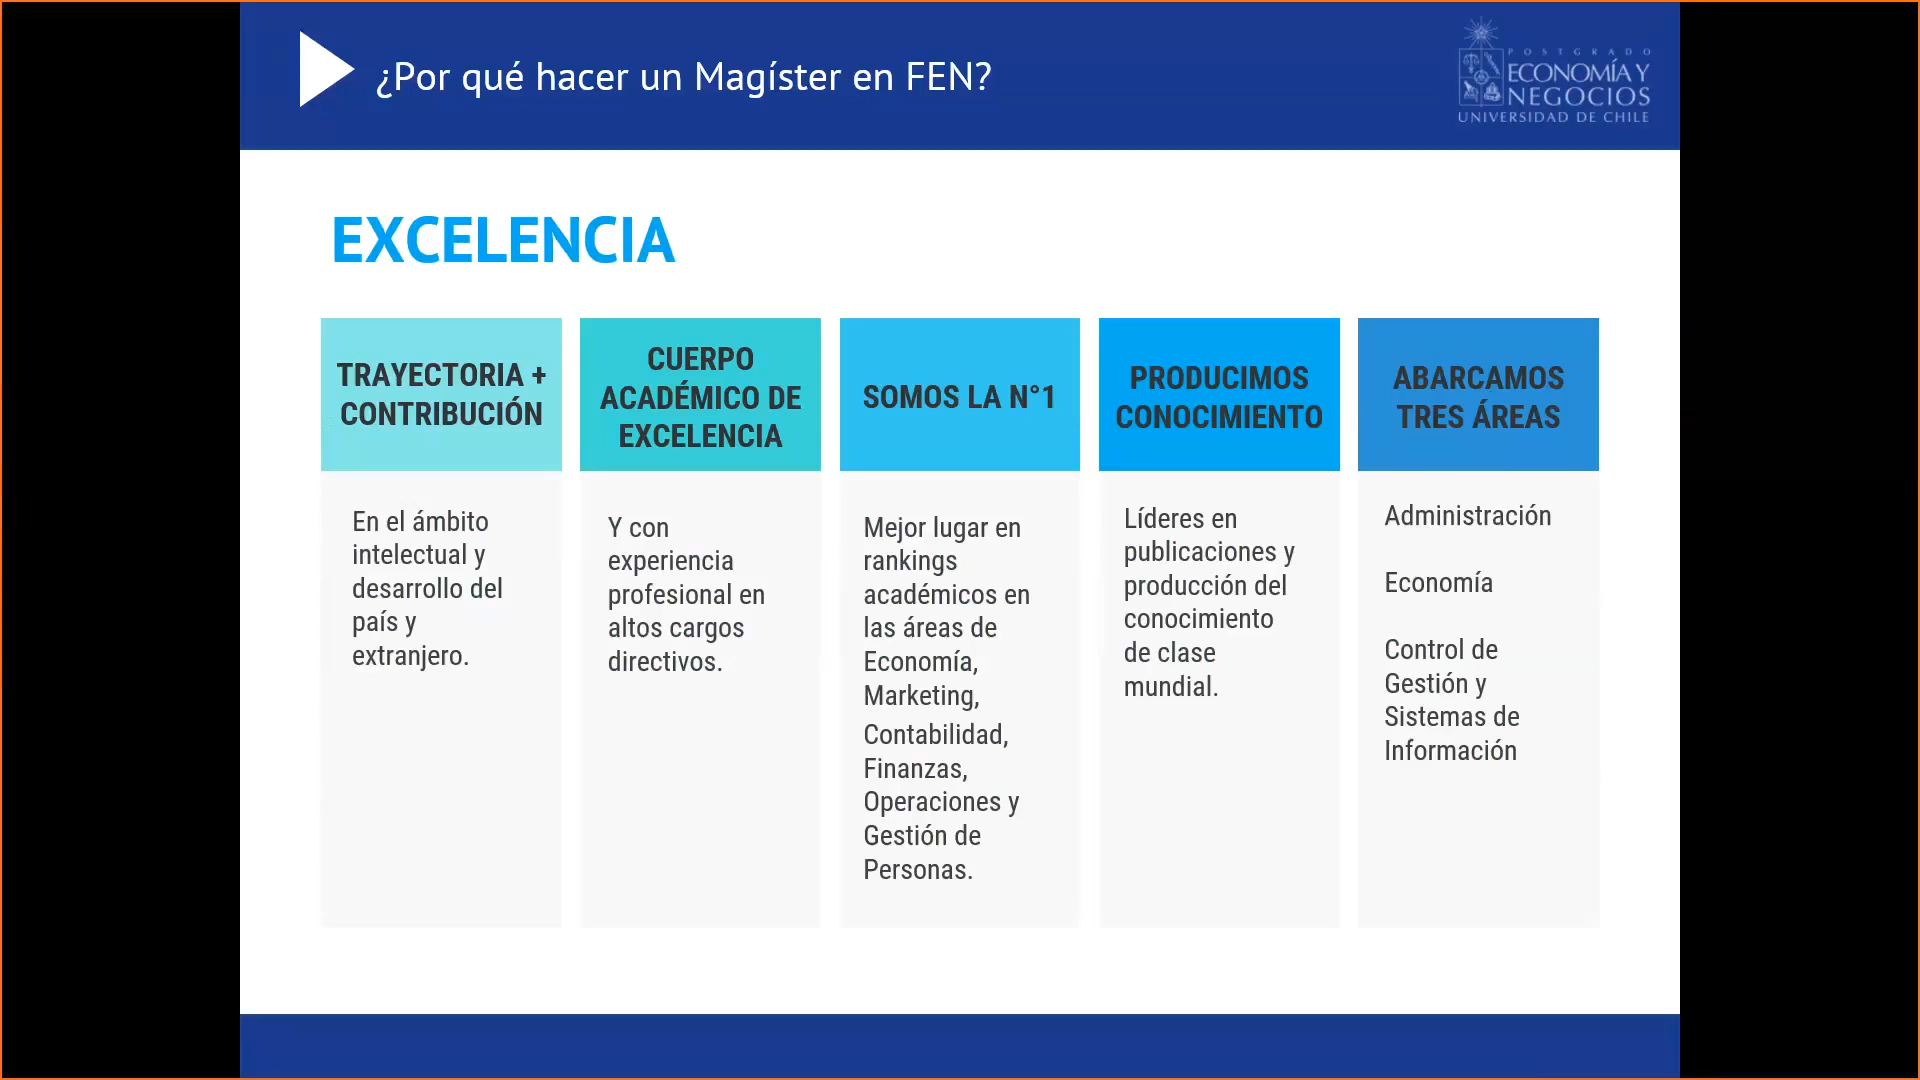 ¿Por qué hacer un Magíster en FEN?
POSTGRADO
ECONOMÍA Y
NEGOCIOS
UNIVERSIDAD DE CHILE
EXCELENCIA
TRAYECTORIA +
CONTRIBUCIÓN
En el ámbito
intelectual y
desarrollo del
país y
extranjero.
CUERPO
ACADÉMICO DE
EXCELENCIA
Y con
experiencia
profesional en
altos cargos
directivos.
SOMOS LA N°1
Mejor lugar en
rankings
académicos en
las áreas de
Economía,
Marketing,
Contabilidad,
Finanzas,
Operaciones y
Gestión de
Personas.
PRODUCIMOS
CONOCIMIENTO
Líderes en
publicaciones y
producción del
conocimiento
de clase
mundial.
ABARCAMOS
TRES ÁREAS
Administración
Economía
Control de
Gestión y
Sistemas de
Información